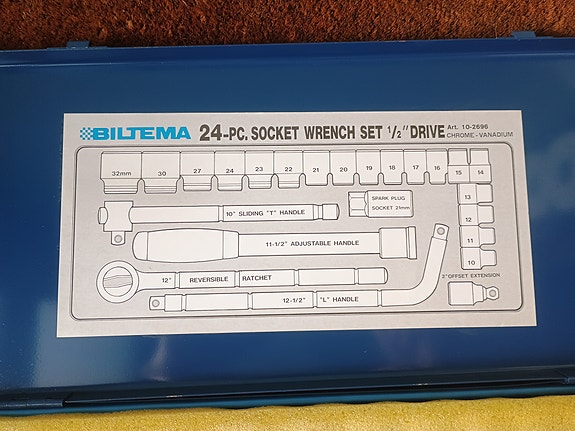 BILTEMA 24-PC. SOCKET WRENCH SET 1/2" DRIVE Art. 10-2696
CHROME-VANADIUM
32mm 30 27 24 23 22 21 20 19 18 17 16 15 14
13
12
11
10
SPARK PLUG
SOCKET 21mm
10" SLIDING "T" HANDLE
11-1/2" ADJUSTABLE HANDLE
12" REVERSIBLE RATCHET
2" OFFSET EXTENSION
12-1/2" "L" HANDLE